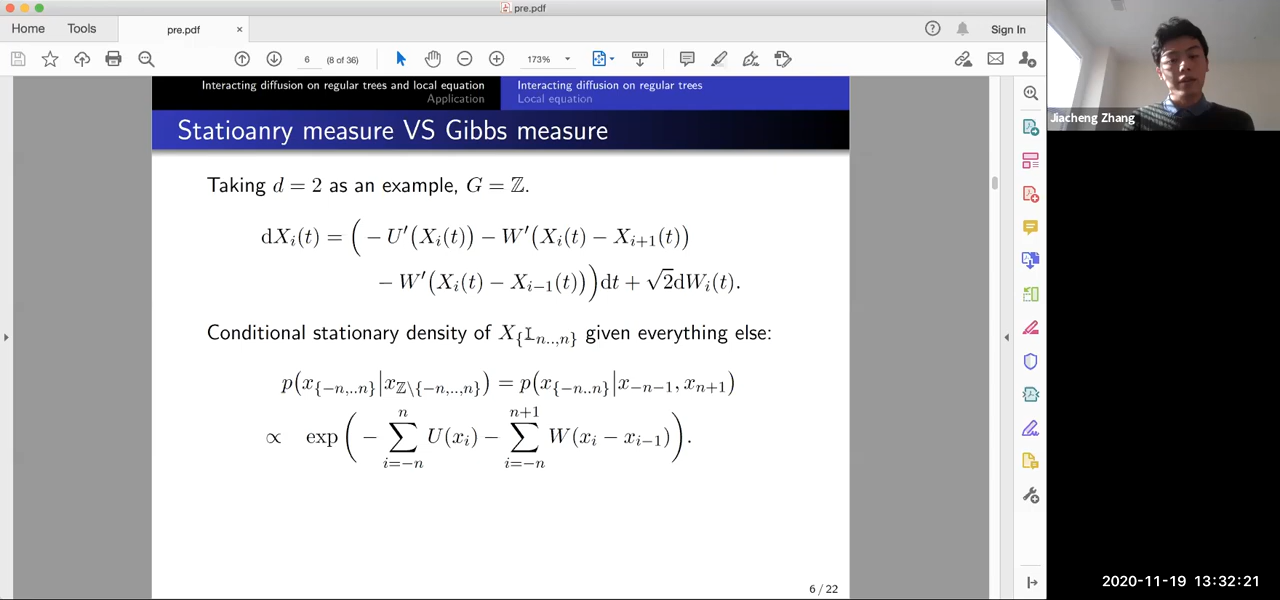 pre.pdf
Home Tools pre.pdf × Sign In
6 (8 of 36) 173%
Interacting diffusion on regular trees and local equation
Application
Interacting diffusion on regular trees
Local equation
Statioanry measure VS Gibbs measure
Taking d = 2 as an example, G = ℤ.
dX_i(t) = ( − U′(X_i(t)) − W′(X_i(t) − X_{i+1}(t))
− W′(X_i(t) − X_{i−1}(t)) )dt + √2dW_i(t).
Conditional stationary density of X_{{-n..,n}} given everything else:
p(x_{{−n,..n}}|x_{ℤ\{−n,..,n}}) = p(x_{{−n..n}}|x_{−n−1}, x_{n+1})
∝ exp ( − ∑_{i=−n}^{n} U(x_i) − ∑_{i=−n}^{n+1} W(x_i − x_{i−1}) ).
6 / 22
Jiacheng Zhang
2020-11-19 13:32:21